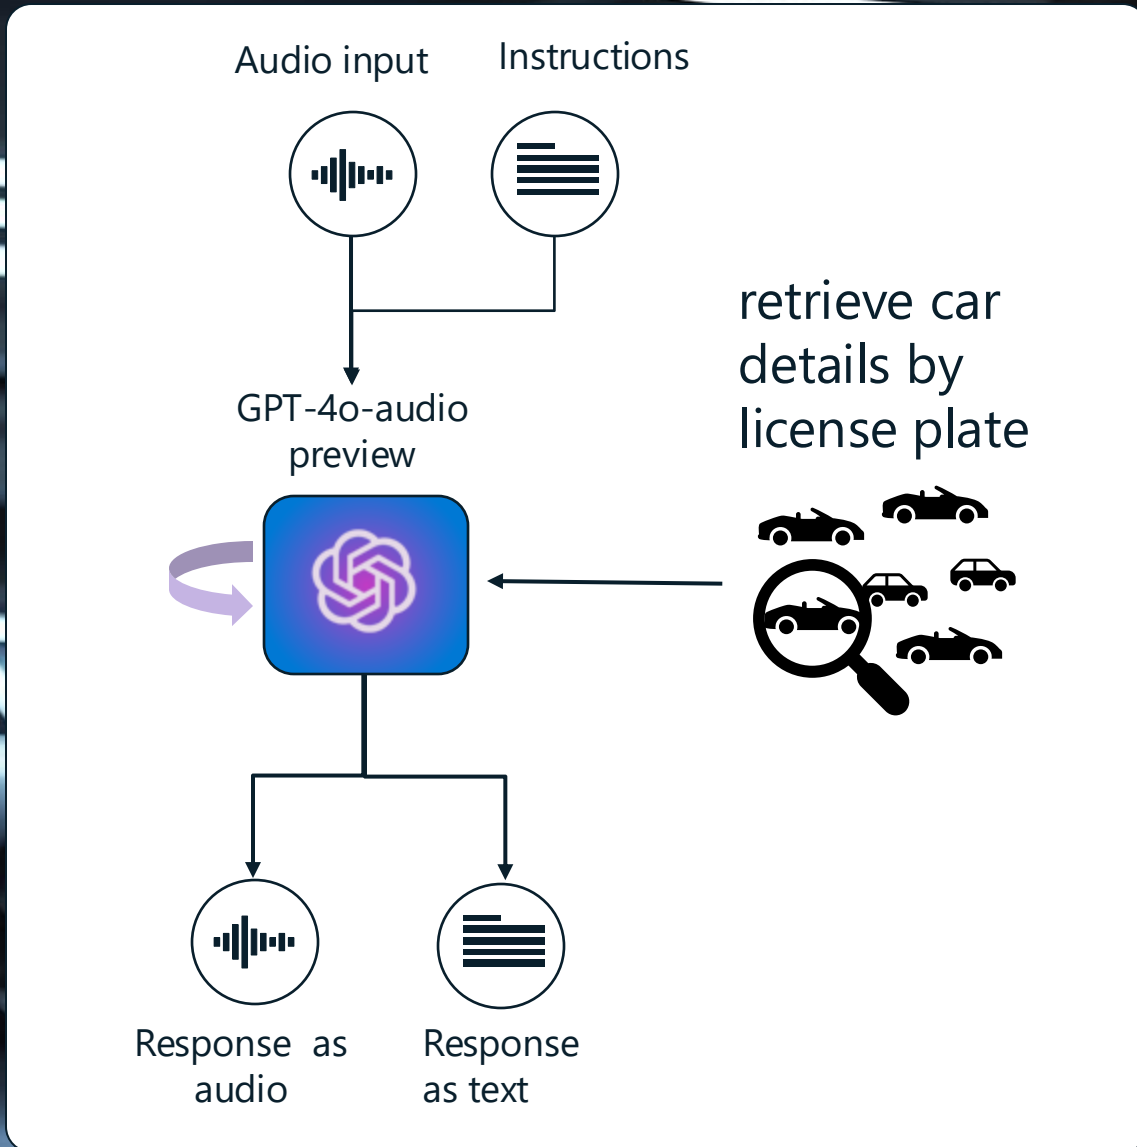 Audio input
Instructions
GPT-4o-audio
preview
retrieve car
details by
license plate
Response as
audio
Response
as text